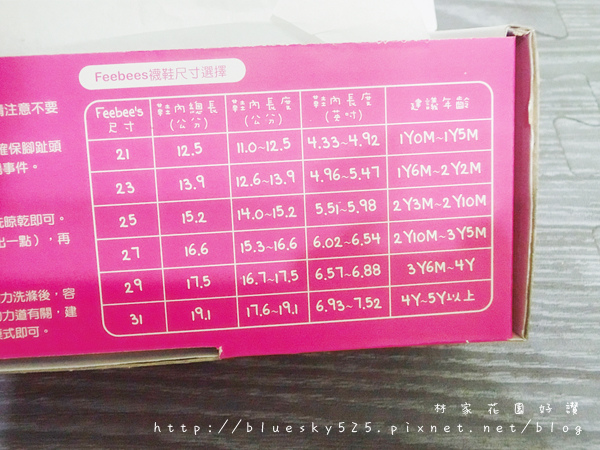 Feebees襪鞋尺寸選擇
Feebee's 尺寸 鞋內總長(公分) 鞋內長度(公分) 鞋內長度(英吋) 建議年齡
21 12.5 11.0~12.5 4.33~4.92 1Y0M~1Y5M
23 13.9 12.6~13.9 4.96~5.47 1Y6M~2Y2M
25 15.2 14.0~15.2 5.51~5.98 2Y3M~2Y10M
27 16.6 15.3~16.6 6.02~6.54 2Y10M~3Y5M
29 17.5 16.7~17.5 6.57~6.88 3Y6M~4Y
31 19.1 17.6~19.1 6.93~7.52 4Y~5Y以上
注意不要
保腳趾頭
事件。
晾乾即可。
出一點），再
力洗滌後，容
力道有關，建
式即可。
林家花園好讚
http://bluesky525.pixnet.net/blog